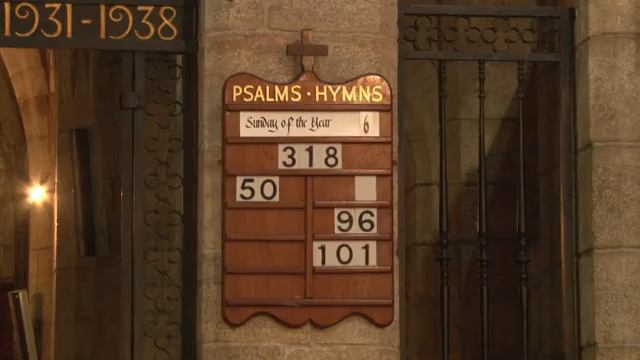 1931-1938
PSALMS · HYMNS
Sunday of the Year 6
318
50
96
101